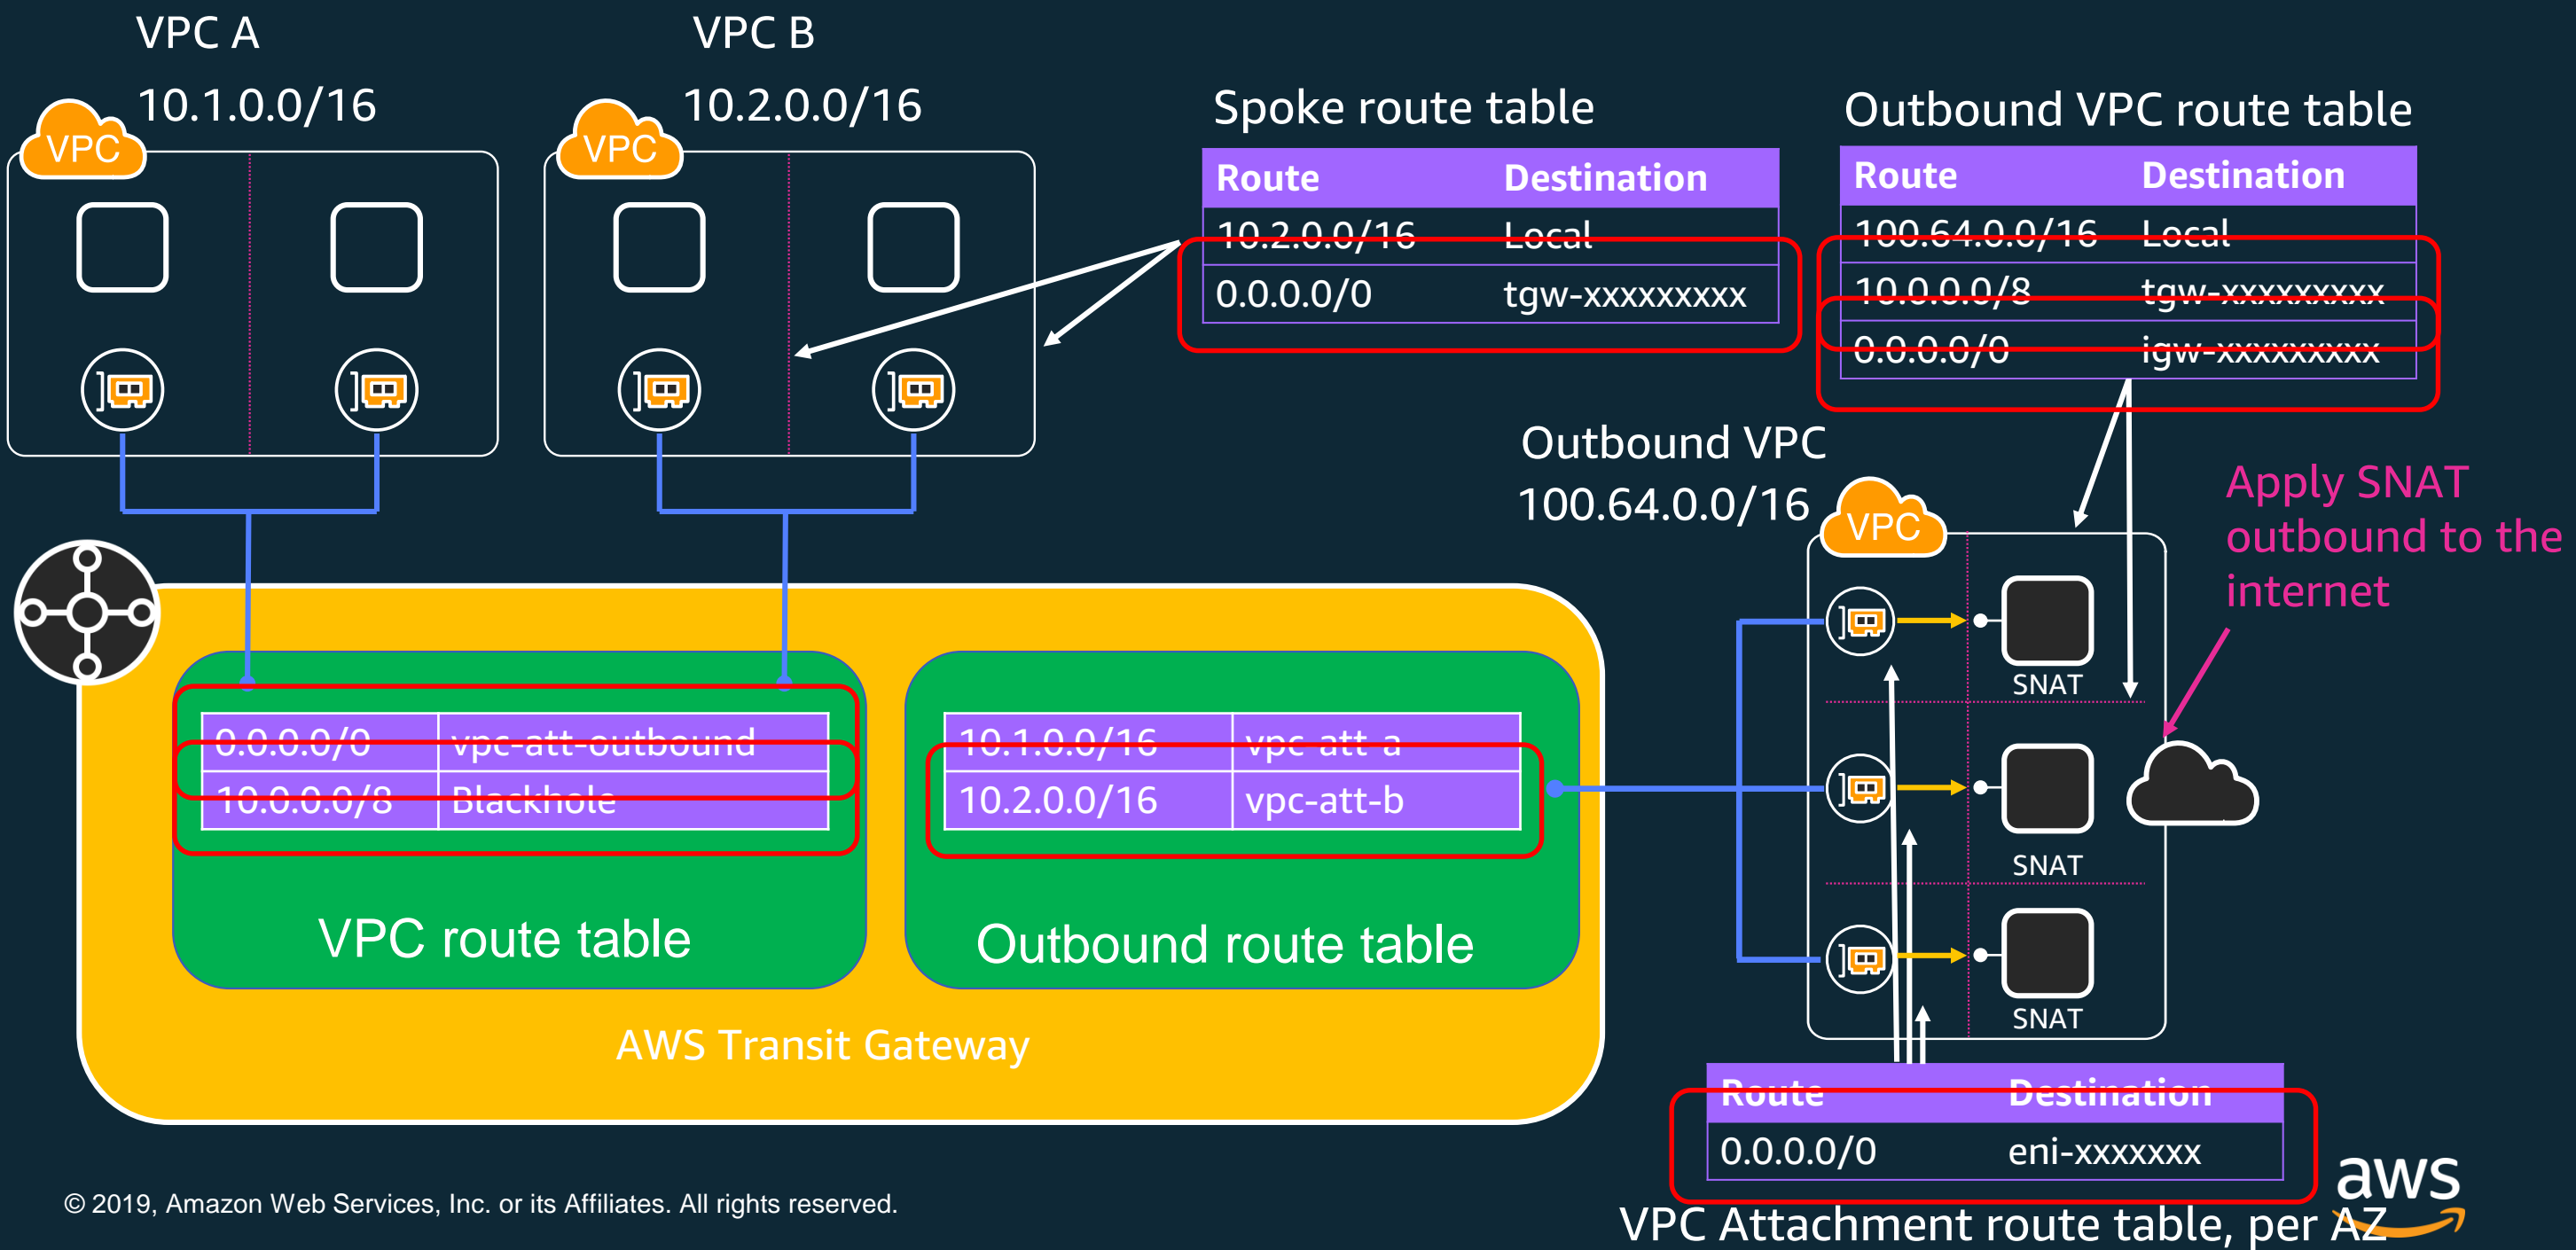 VPC A
10.1.0.0/16
VPC
VPC B
10.2.0.0/16
VPC
Spoke route table
Route Destination
10.2.0.0/16 Local
0.0.0.0/0 tgw-xxxxxxxxx
Outbound VPC route table
Route Destination
100.64.0.0/16 Local
10.0.0.0/8 tgw-xxxxxxxxx
0.0.0.0/0 igw-xxxxxxxxx
Outbound VPC
100.64.0.0/16
VPC
Apply SNAT
outbound to the
internet
SNAT
SNAT
SNAT
0.0.0.0/0 vpc-att-outbound
10.0.0.0/8 Blackhole
VPC route table
10.1.0.0/16 vpc-att-a
10.2.0.0/16 vpc-att-b
Outbound route table
AWS Transit Gateway
Route Destination
0.0.0.0/0 eni-xxxxxxx
VPC Attachment route table, per AZ
© 2019, Amazon Web Services, Inc. or its Affiliates. All rights reserved.
aws